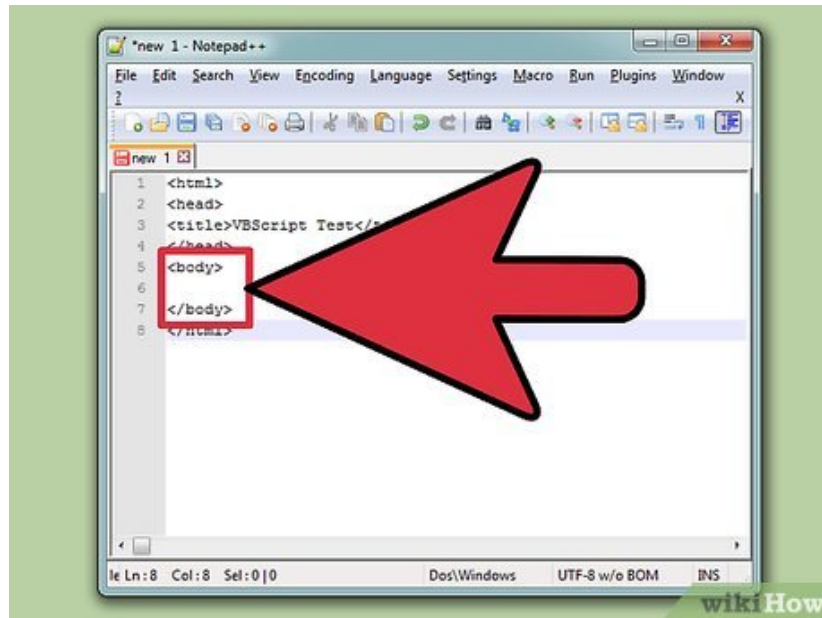 *new 1 - Notepad++
File Edit Search View Encoding Language Settings Macro Run Plugins Window
? X
new 1
1 <html>
2 <head>
3 <title>VBScript Test</
4 </head>
5 <body>
6
7 </body>
8 </html>
Ln:8 Col:8 Sel:0|0 Dos\Windows UTF-8 w/o BOM INS
wikiHow